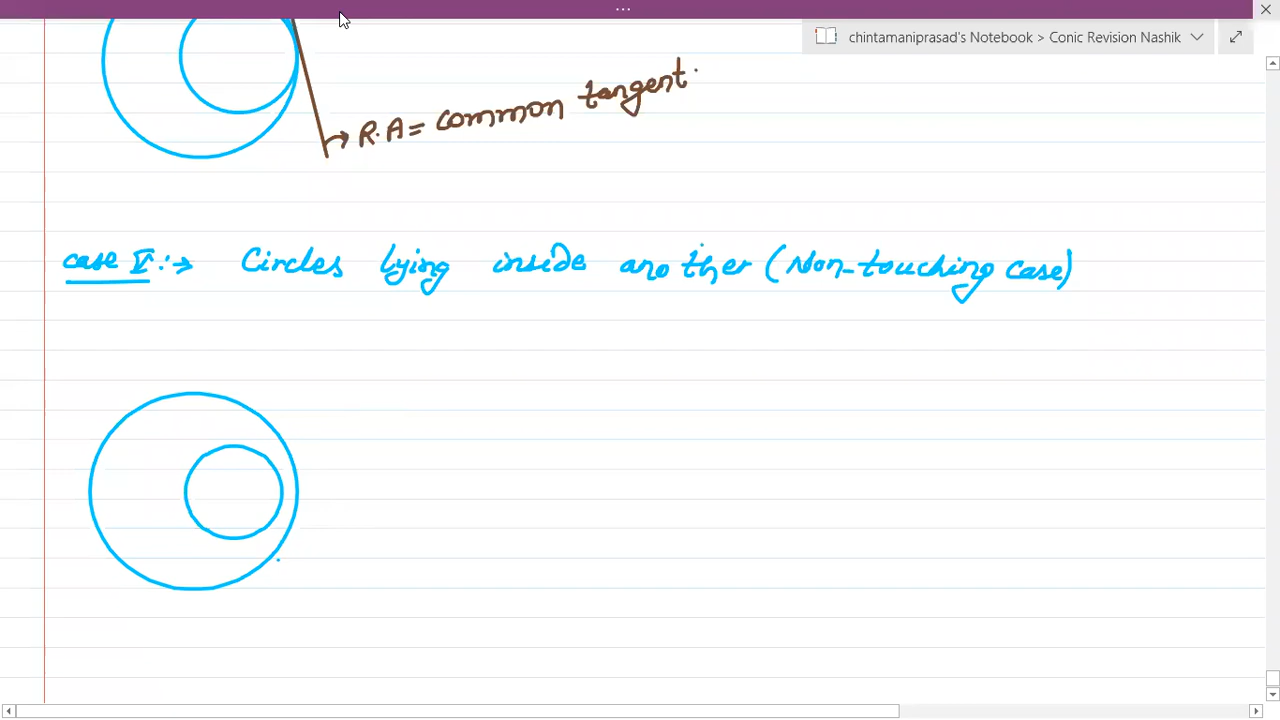 chintamaniprasad's Notebook > Conic Revision Nashik
R.A = common tangent.
case V :→ Circles lying inside another (Non-touching case)